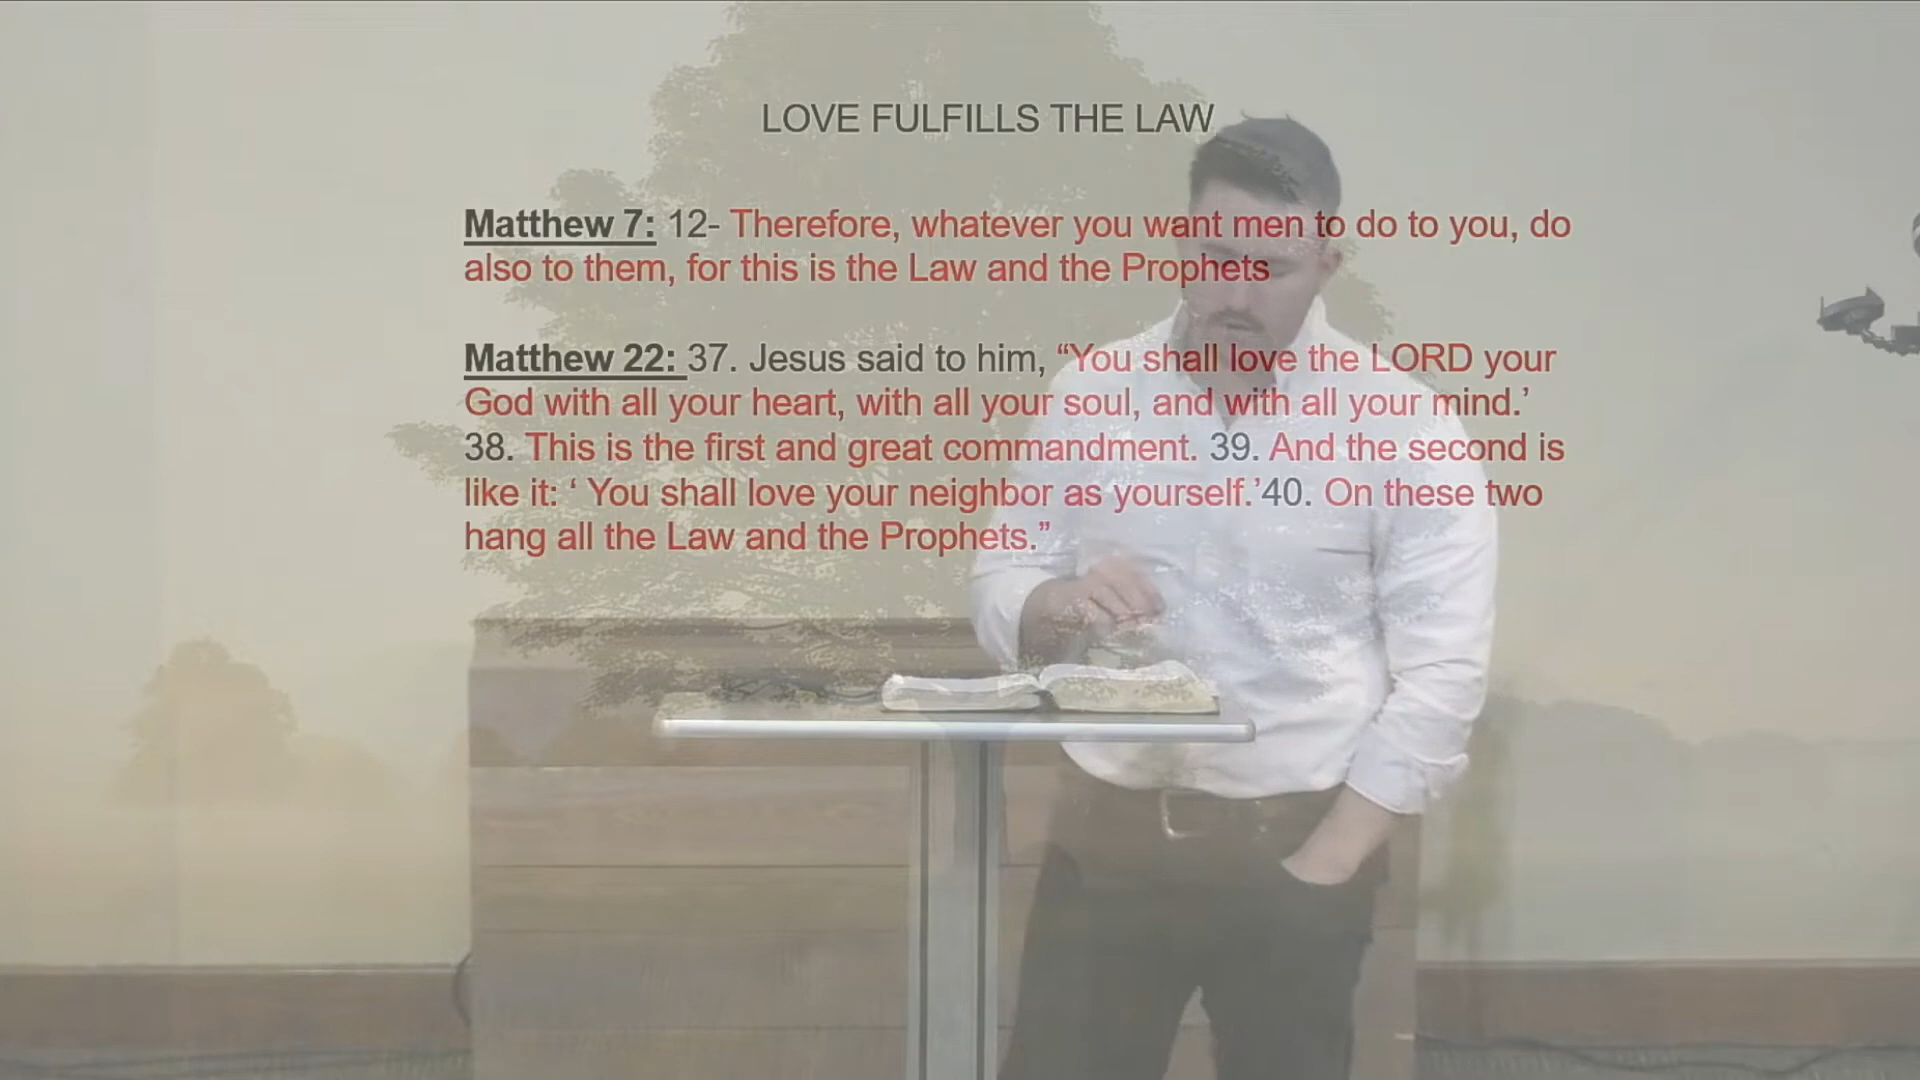 LOVE FULFILLS THE LAW
Matthew 7: 12- Therefore, whatever you want men to do to you, do
also to them, for this is the Law and the Prophets
Matthew 22: 37. Jesus said to him, “You shall love the LORD your
God with all your heart, with all your soul, and with all your mind.’
38. This is the first and great commandment. 39. And the second is
like it: ‘ You shall love your neighbor as yourself.’40. On these two
hang all the Law and the Prophets.”